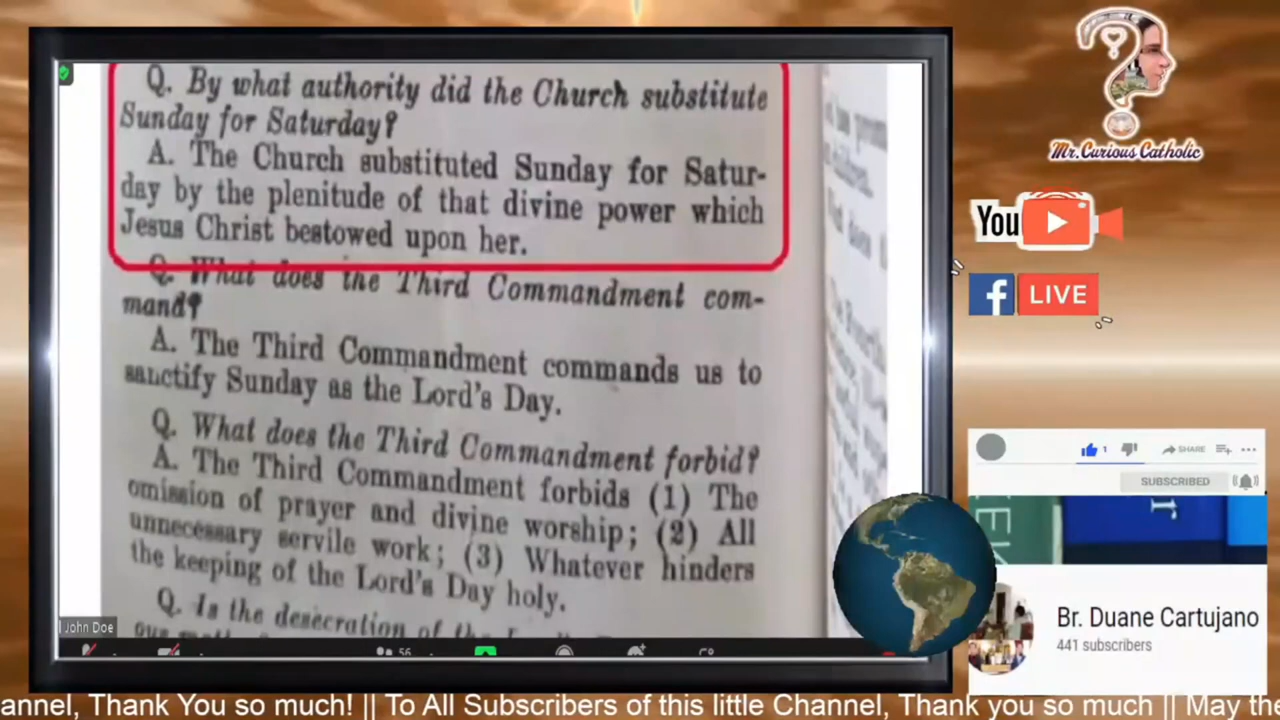 Q. By what authority did the Church substitute
Sunday for Saturday?
A. The Church substituted Sunday for Satur-
day by the plenitude of that divine power which
Jesus Christ bestowed upon her.
Q. What does the Third Commandment com-
mand?
A. The Third Commandment commands us to
sanctify Sunday as the Lord's Day.
Q. What does the Third Commandment forbid?
A. The Third Commandment forbids (1) The
omission of prayer and divine worship; (2) All
unnecessary servile work; (3) Whatever hinders
the keeping of the Lord's Day holy.
Q. Is the desecration of the
John Doe
56
?
Mr.Curious Catholic
You
f LIVE
1 SHARE
SUBSCRIBED
Br. Duane Cartujano
441 subscribers
annel, Thank You so much! || To All Subscribers of this little Channel, Thank you so much || May the